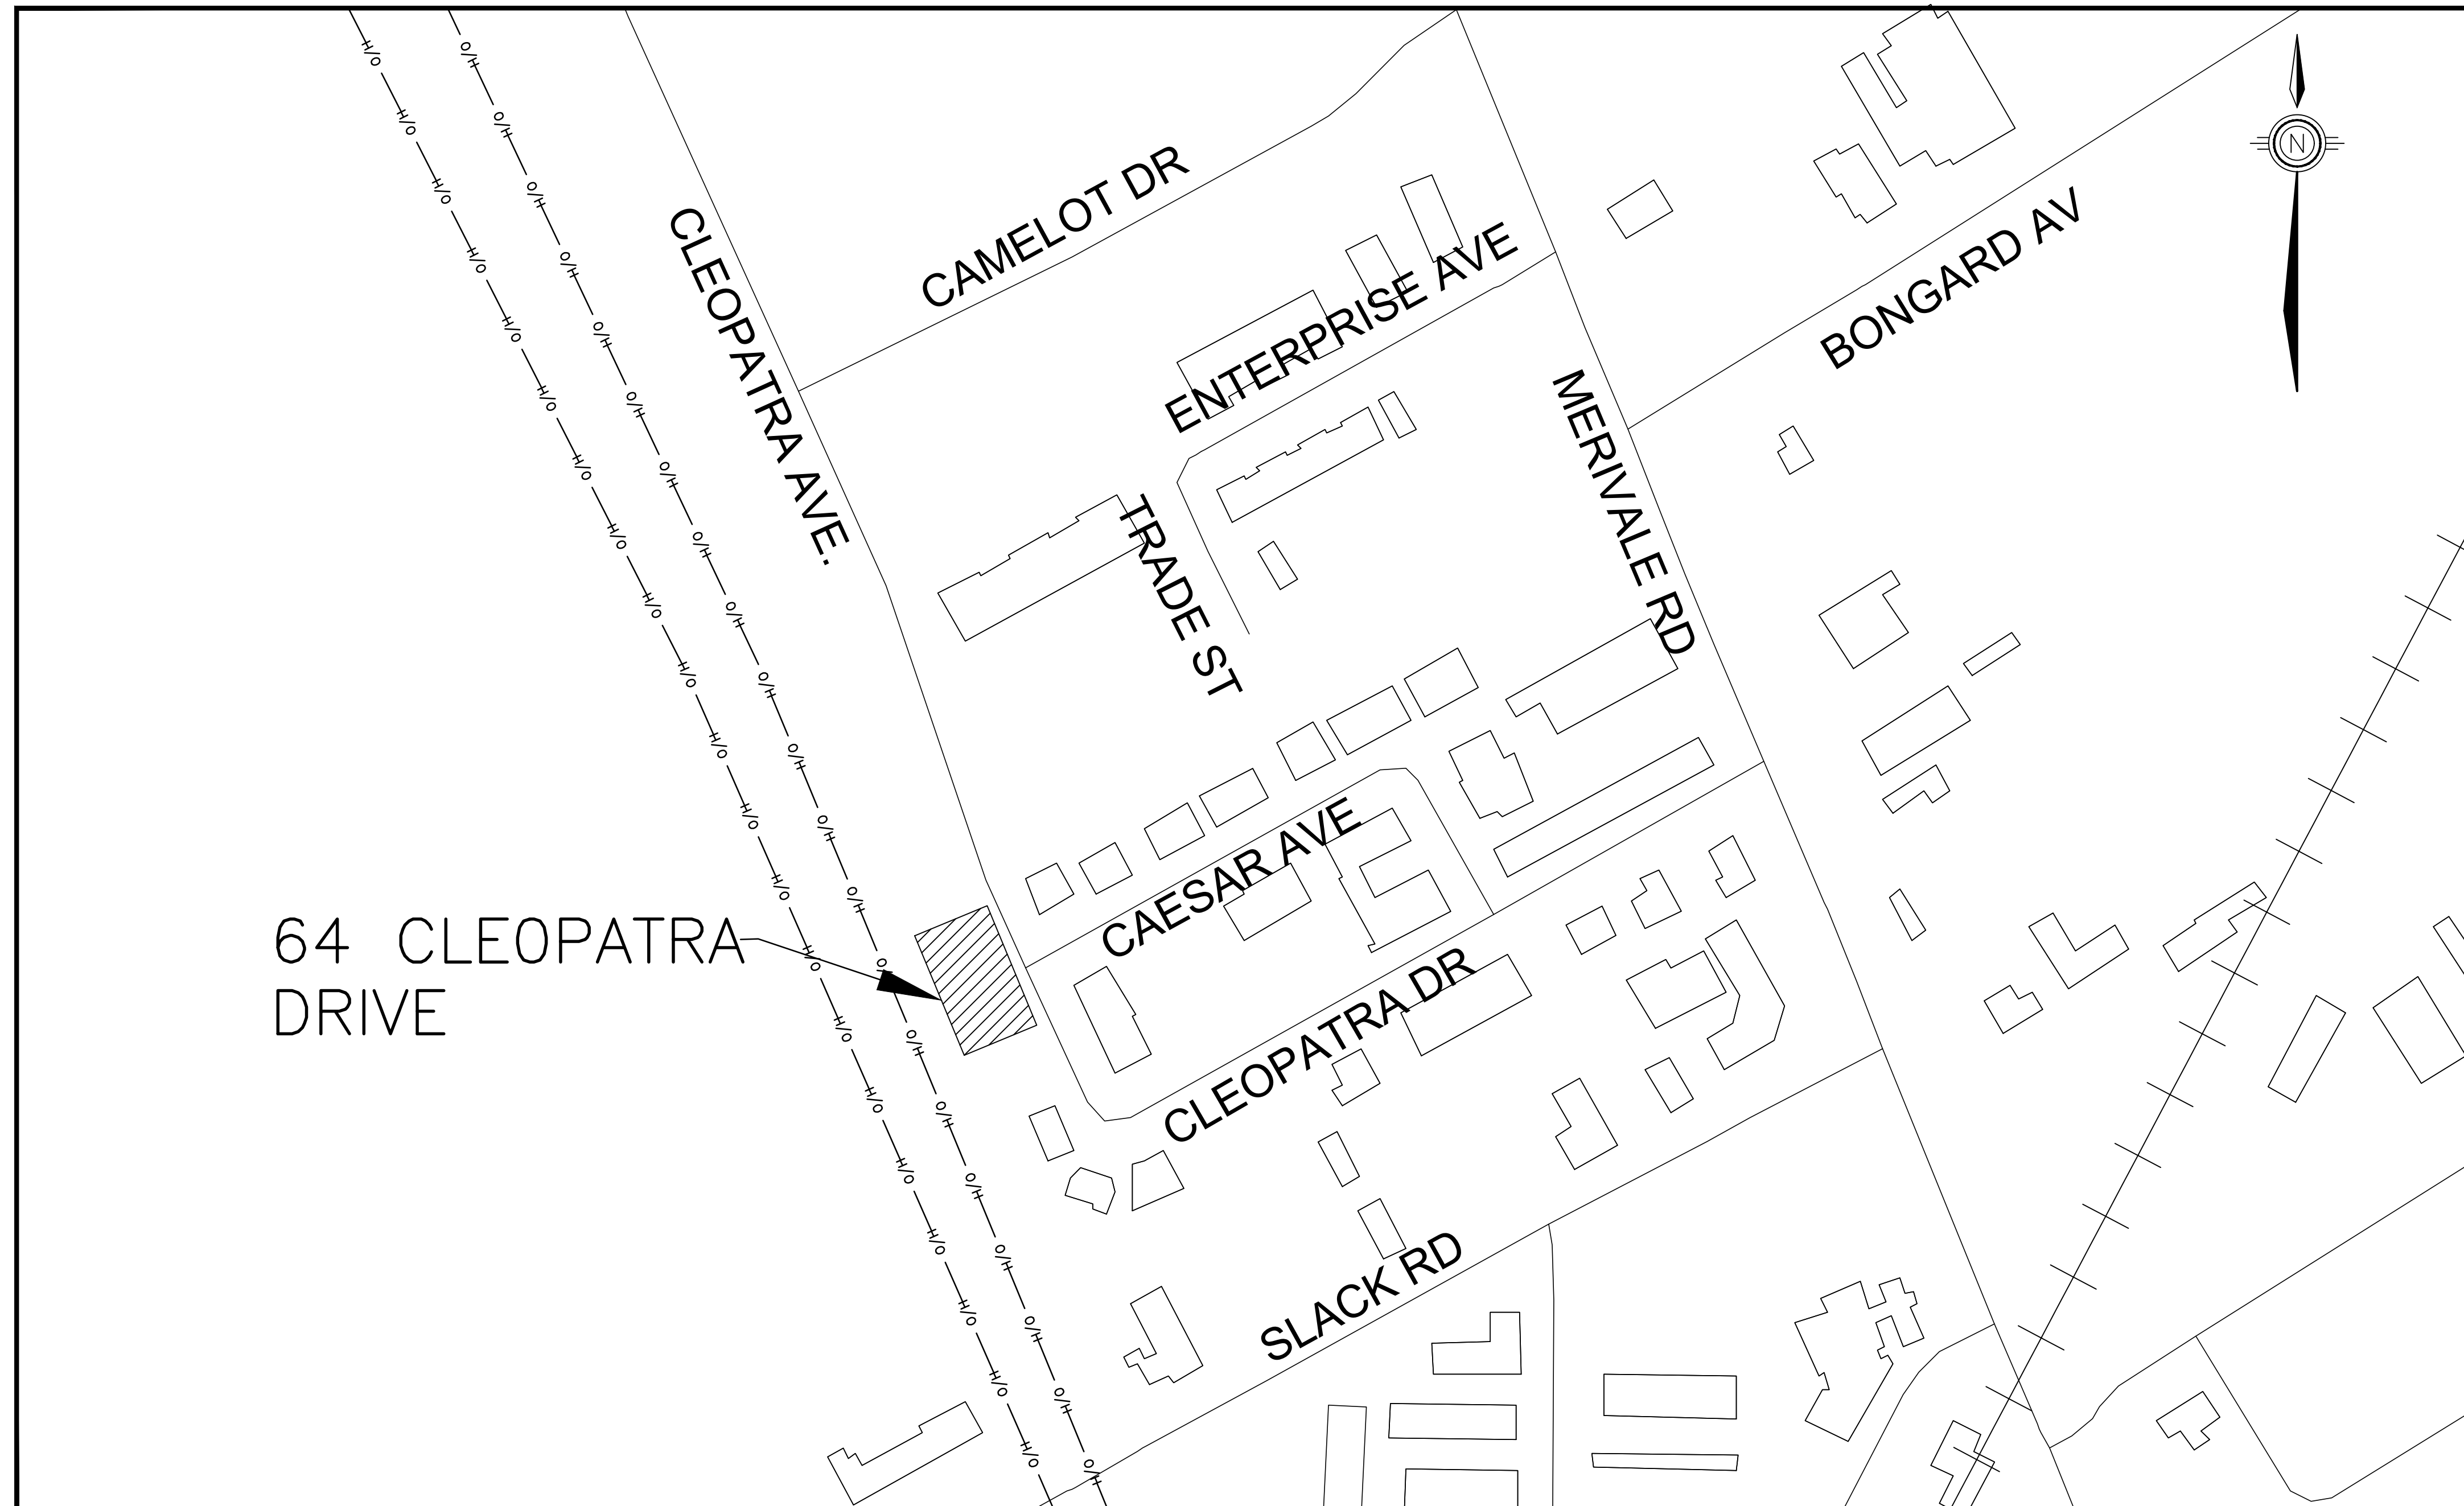 CAMELOT DR
CLEOPATRA AVE.
ENTERPRISE AVE
BONGARD AV
N
MERIVALE RD
TRADE ST
CAESAR AVE
64 CLEOPATRA
DRIVE
CLEOPATRA DR
SLACK RD
O/H O/H O/H O/H O/H O/H O/H O/H O/H O/H O/H O/H O/H O/H O/H O/H O/H O/H O/H O/H O/H
O/H O/H O/H O/H O/H O/H O/H O/H O/H O/H O/H O/H O/H O/H O/H O/H O/H O/H O/H O/H O/H